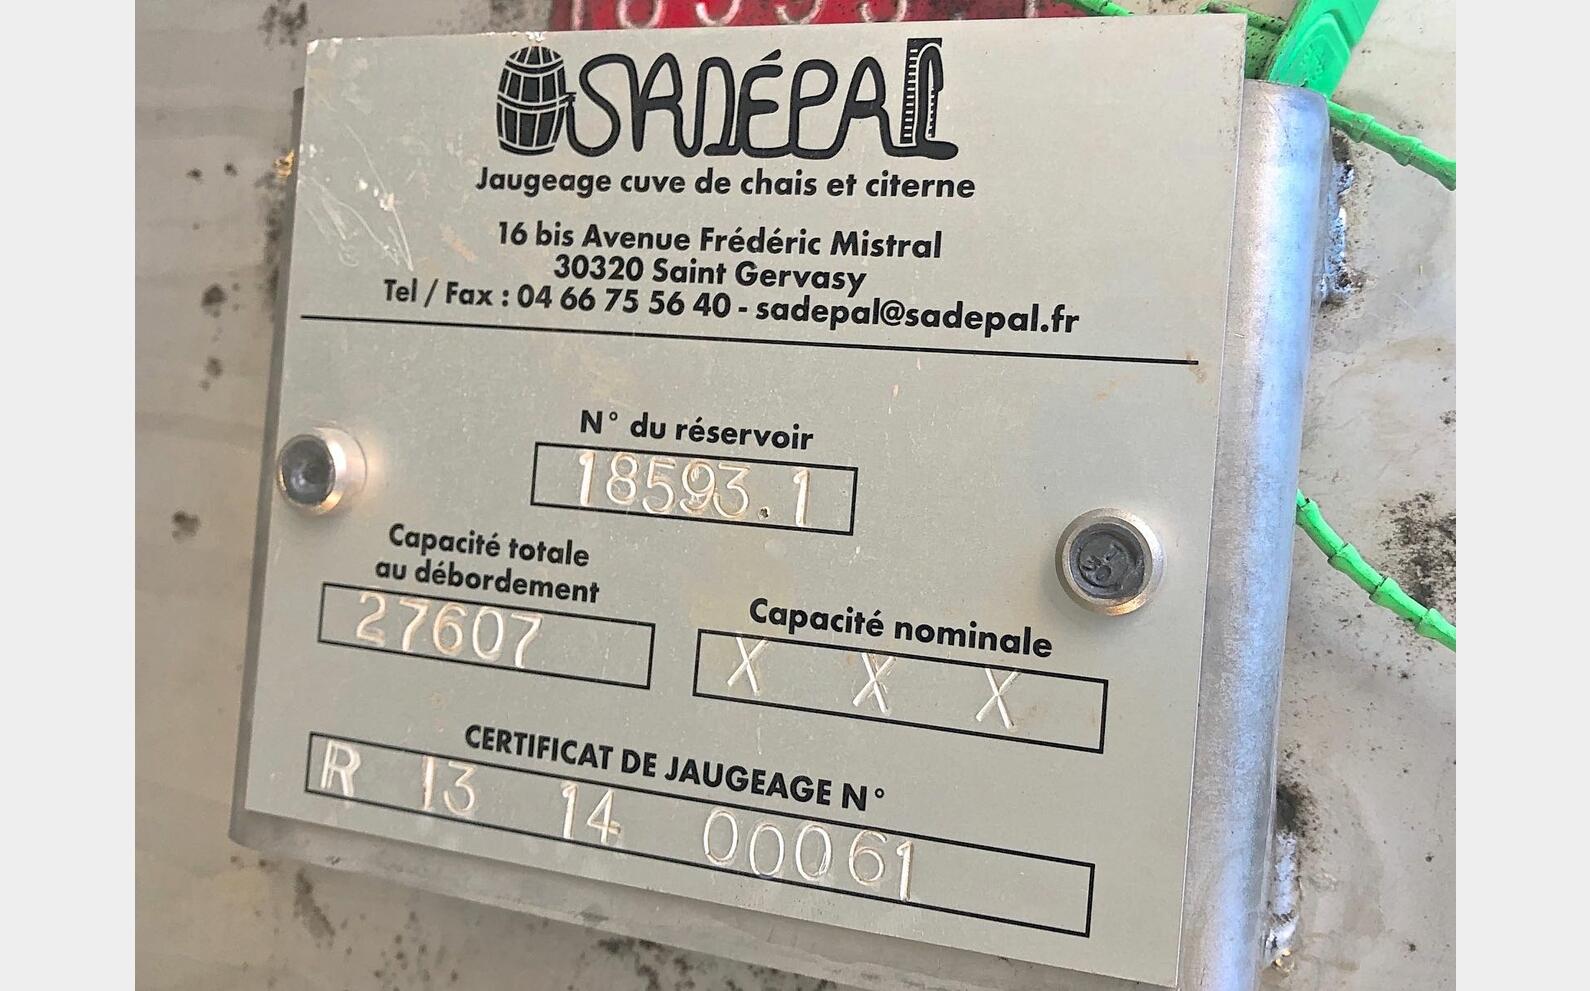 SADÉPAL
Jaugeage cuve de chais et citerne
16 bis Avenue Frédéric Mistral
30320 Saint Gervasy
Tel / Fax : 04 66 75 56 40 - sadepal@sadepal.fr
N° du réservoir
18593.1
Capacité totale
au débordement
27607
Capacité nominale
X X X
CERTIFICAT DE JAUGEAGE N°
R 13 14 00061